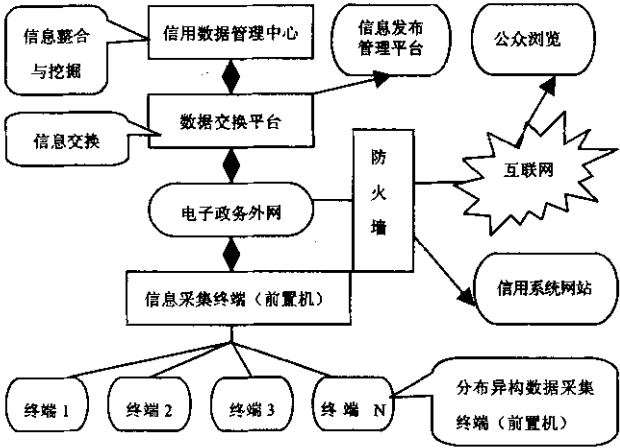 信息整合
与挖掘
信用数据管理中心
信息发布
管理平台
公众浏览
信息交换
数据交换平台
防
火
墙
互联网
电子政务外网
信息采集终端（前置机）
信用系统网站
终端 1
终端 2
终端 3
终 端 N
分布异构数据采集
终端（前置机）